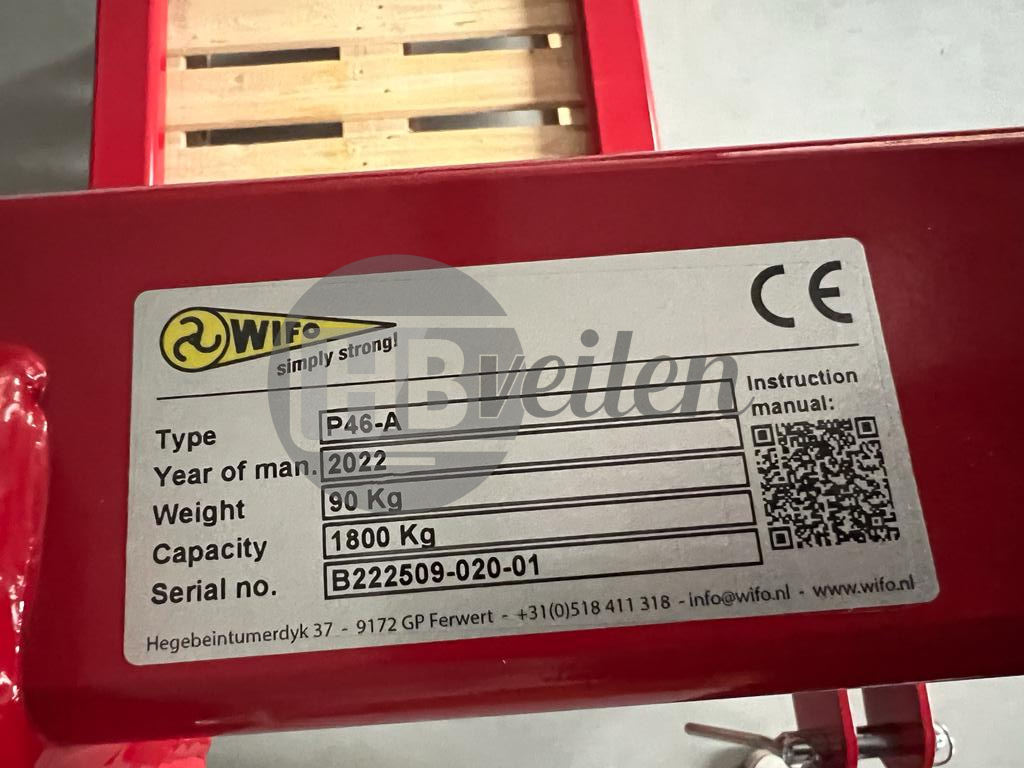 WIFO
simply strong!
CE
HBveilen
Instruction
manual:
Type P46-A
Year of man. 2022
Weight 90 Kg
Capacity 1800 Kg
Serial no. B222509-020-01
Hegebeintumerdyk 37 - 9172 GP Ferwert - +31(0)518 411 318 - info@wifo.nl - www.wifo.nl